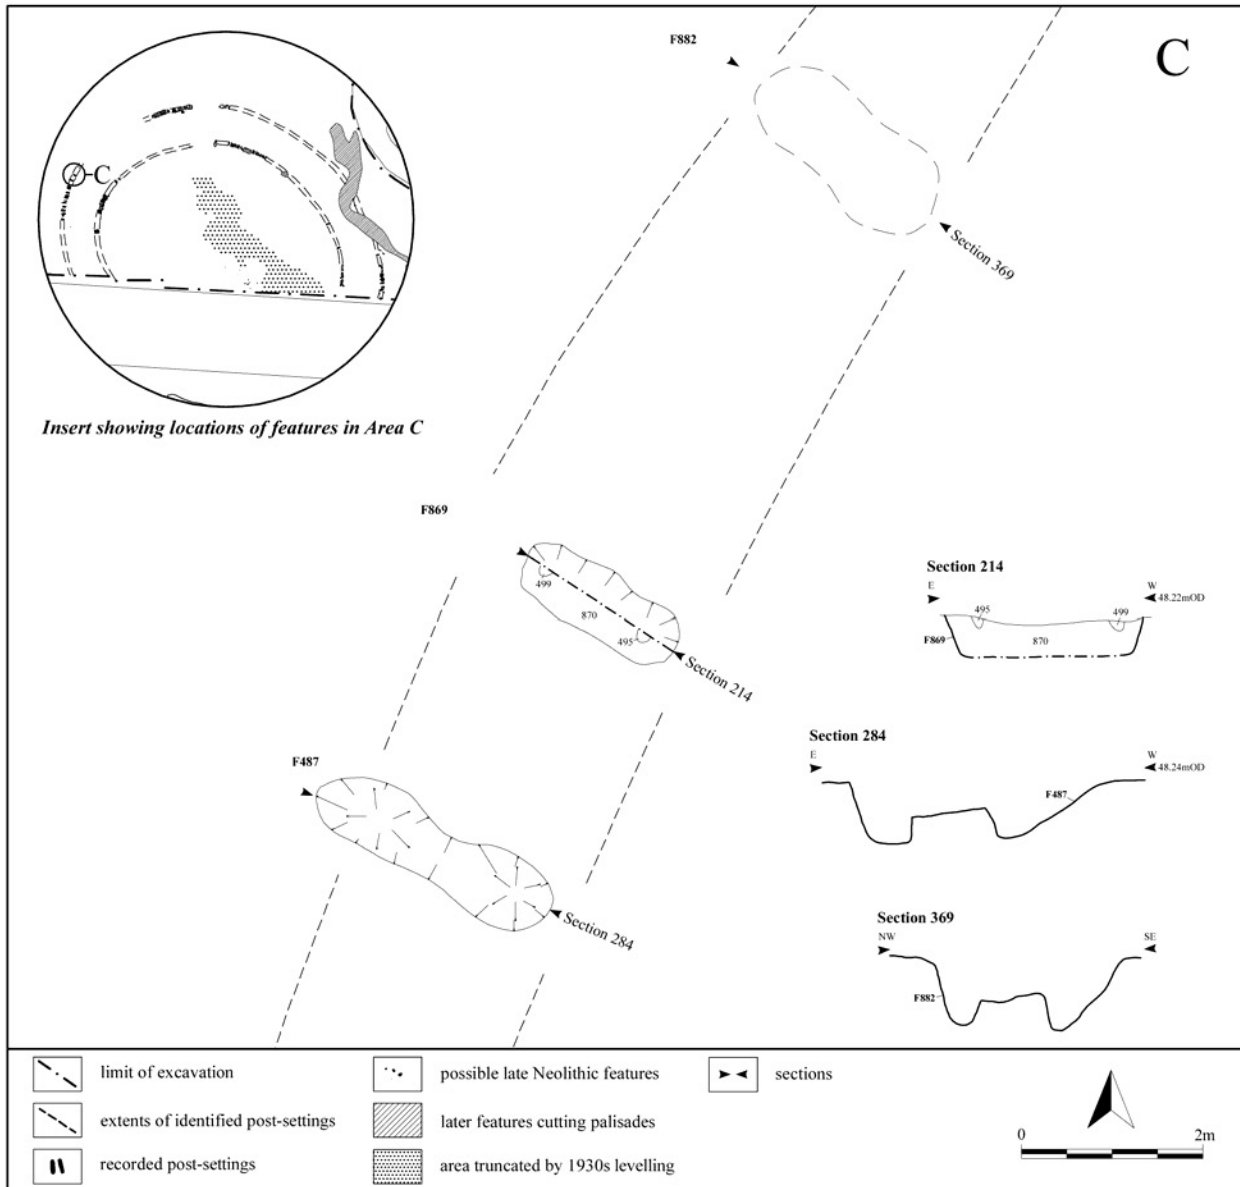 F882
C
C
Section 369
Insert showing locations of features in Area C
F869
499
870
495
Section 214
F487
Section 284
Section 214
E
W
48.22mOD
495
499
F869
870
Section 284
E
W
48.24mOD
F487
Section 369
NW
SE
F882
limit of excavation
possible late Neolithic features
sections
extents of identified post-settings
later features cutting palisades
recorded post-settings
area truncated by 1930s levelling
0
2m